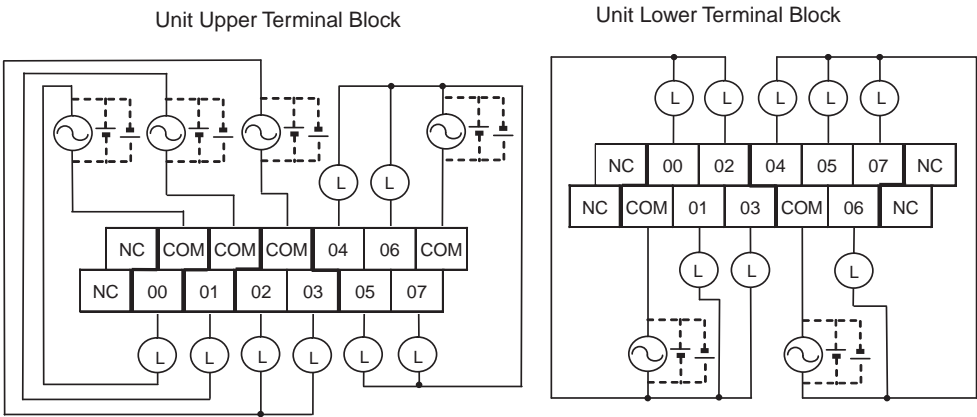 Unit Upper Terminal Block
Unit Lower Terminal Block
L L L L L
L L
NC 00 02 04 05 07 NC
NC COM 01 03 COM 06 NC
NC COM COM COM 04 06 COM
NC 00 01 02 03 05 07
L L L
L L L L L L